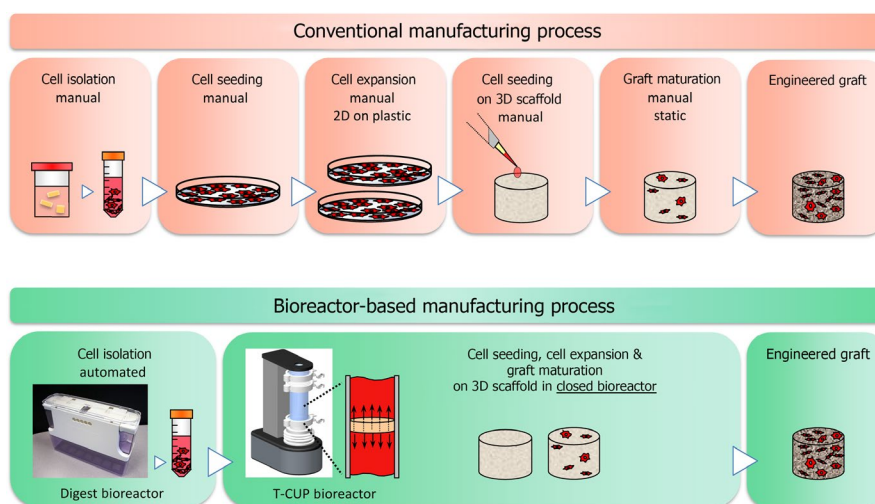 Conventional manufacturing process
Cell isolation
manual
Cell seeding
manual
Cell expansion
manual
2D on plastic
Cell seeding
on 3D scaffold
manual
Graft maturation
manual
static
Engineered graft
Bioreactor-based manufacturing process
Cell isolation
automated
Digest bioreactor
T-CUP bioreactor
Cell seeding, cell expansion &
graft maturation
on 3D scaffold in closed bioreactor
Engineered graft